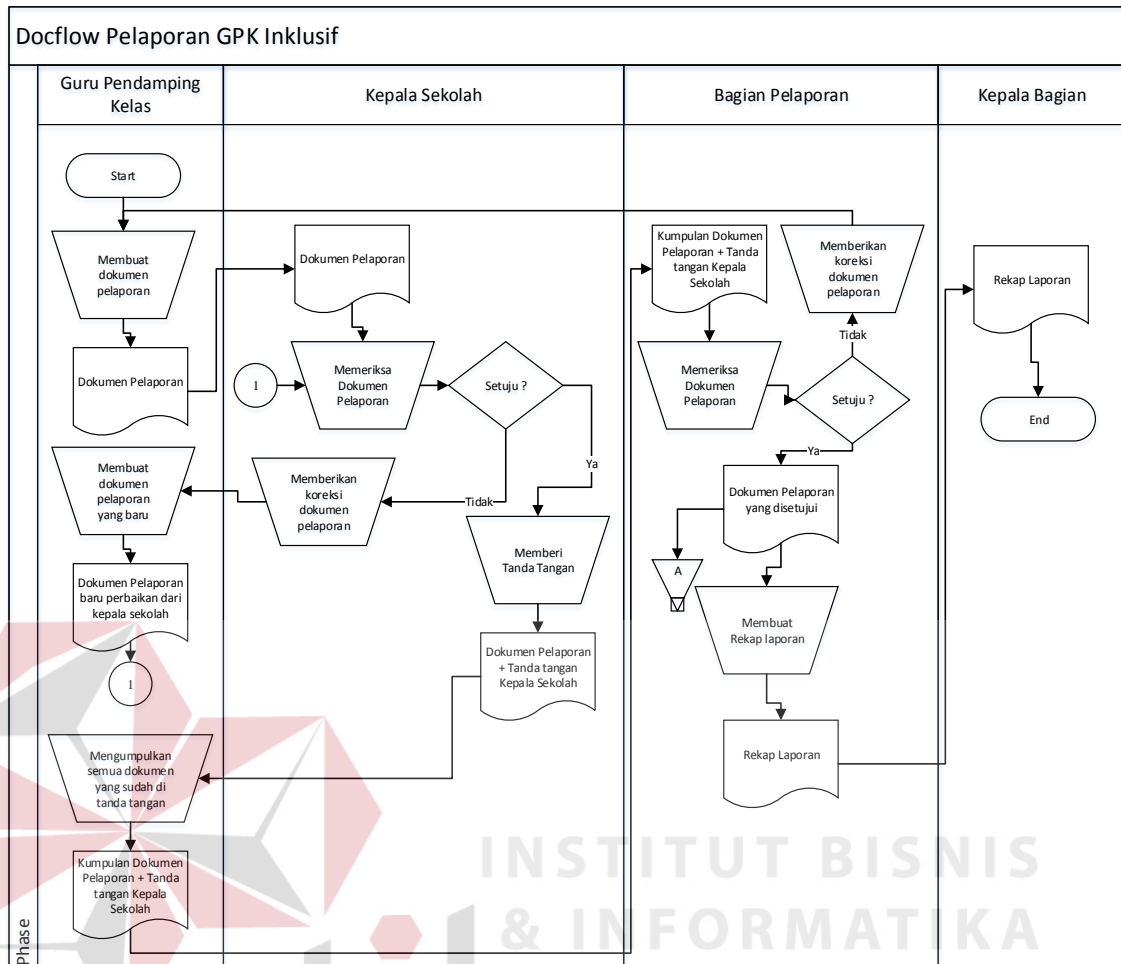 Docflow Pelaporan GPK Inklusif
Phase
Guru Pendamping
Kelas
Kepala Sekolah
Bagian Pelaporan
Kepala Bagian
Start
Membuat
dokumen
pelaporan
Dokumen Pelaporan
Membuat
dokumen
pelaporan
yang baru
Dokumen Pelaporan
baru perbaikan dari
kepala sekolah
1
Mengumpulkan
semua dokumen
yang sudah di
tanda tangan
Kumpulan Dokumen
Pelaporan + Tanda
tangan Kepala
Sekolah
Dokumen Pelaporan
1
Memeriksa
Dokumen
Pelaporan
Setuju ?
Ya
Tidak
Memberikan
koreksi
dokumen
pelaporan
Memberi
Tanda Tangan
Dokumen Pelaporan
+ Tanda tangan
Kepala Sekolah
Kumpulan Dokumen
Pelaporan + Tanda
tangan Kepala
Sekolah
Memberikan
koreksi
dokumen
pelaporan
Tidak
Memeriksa
Dokumen
Pelaporan
Setuju ?
Ya
Dokumen Pelaporan
yang disetujui
A
Membuat
Rekap laporan
Rekap Laporan
Rekap Laporan
End
INSTITUT BISNIS
& INFORMATIKA